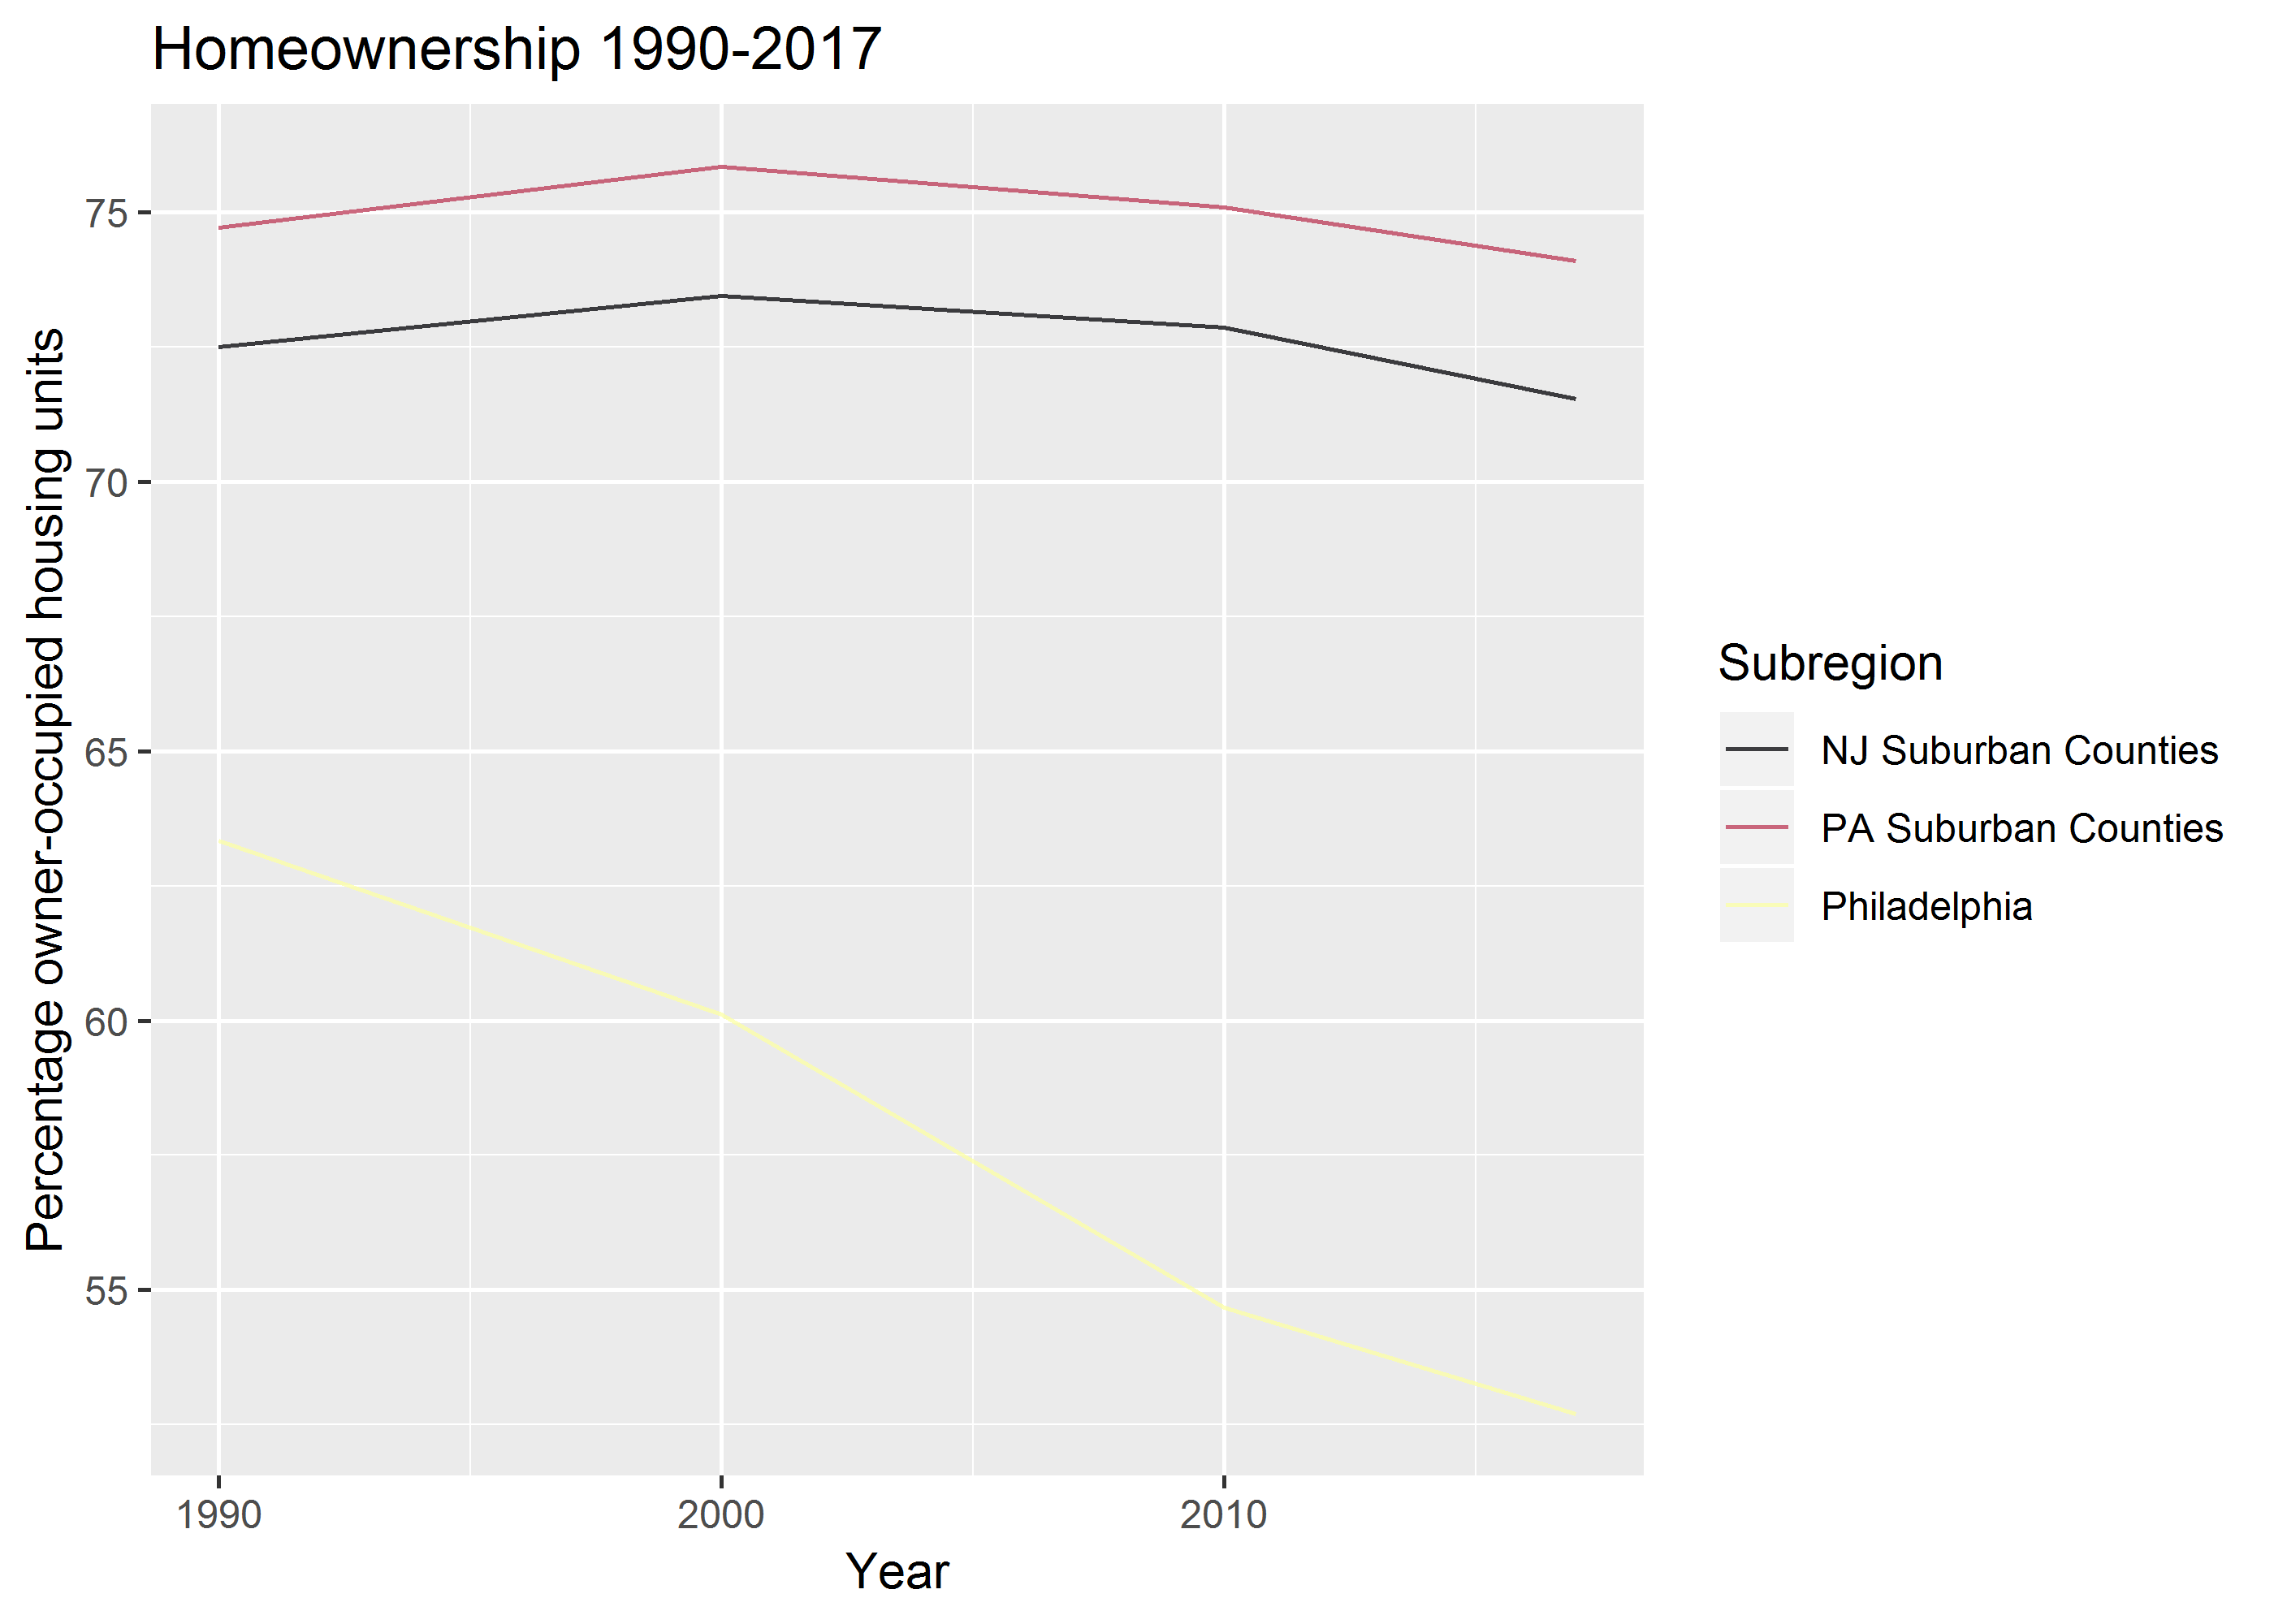 Homeownership 1990-2017
Percentage owner-occupied housing units
75
70
65
60
55
1990 2000 2010
Year
Subregion
NJ Suburban Counties
PA Suburban Counties
Philadelphia